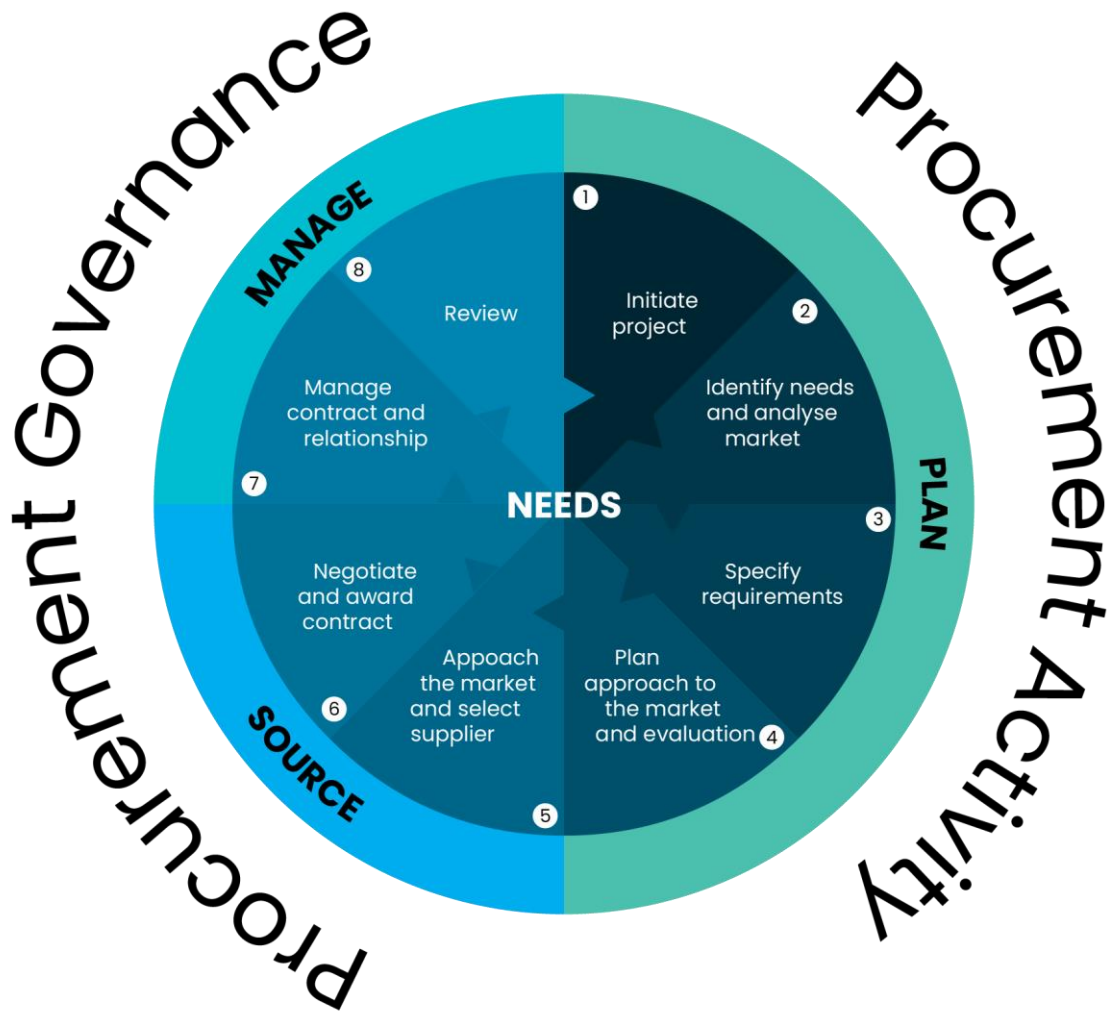 Procurement Governance
Procurement Activity
MANAGE
PLAN
SOURCE
NEEDS
1
Initiate
project
2
Identify needs
and analyse
market
3
Specify
requirements
4
Plan
approach to
the market
and evaluation
5
Appoach
the market
and select
supplier
6
Negotiate
and award
contract
7
Manage
contract and
relationship
8
Review